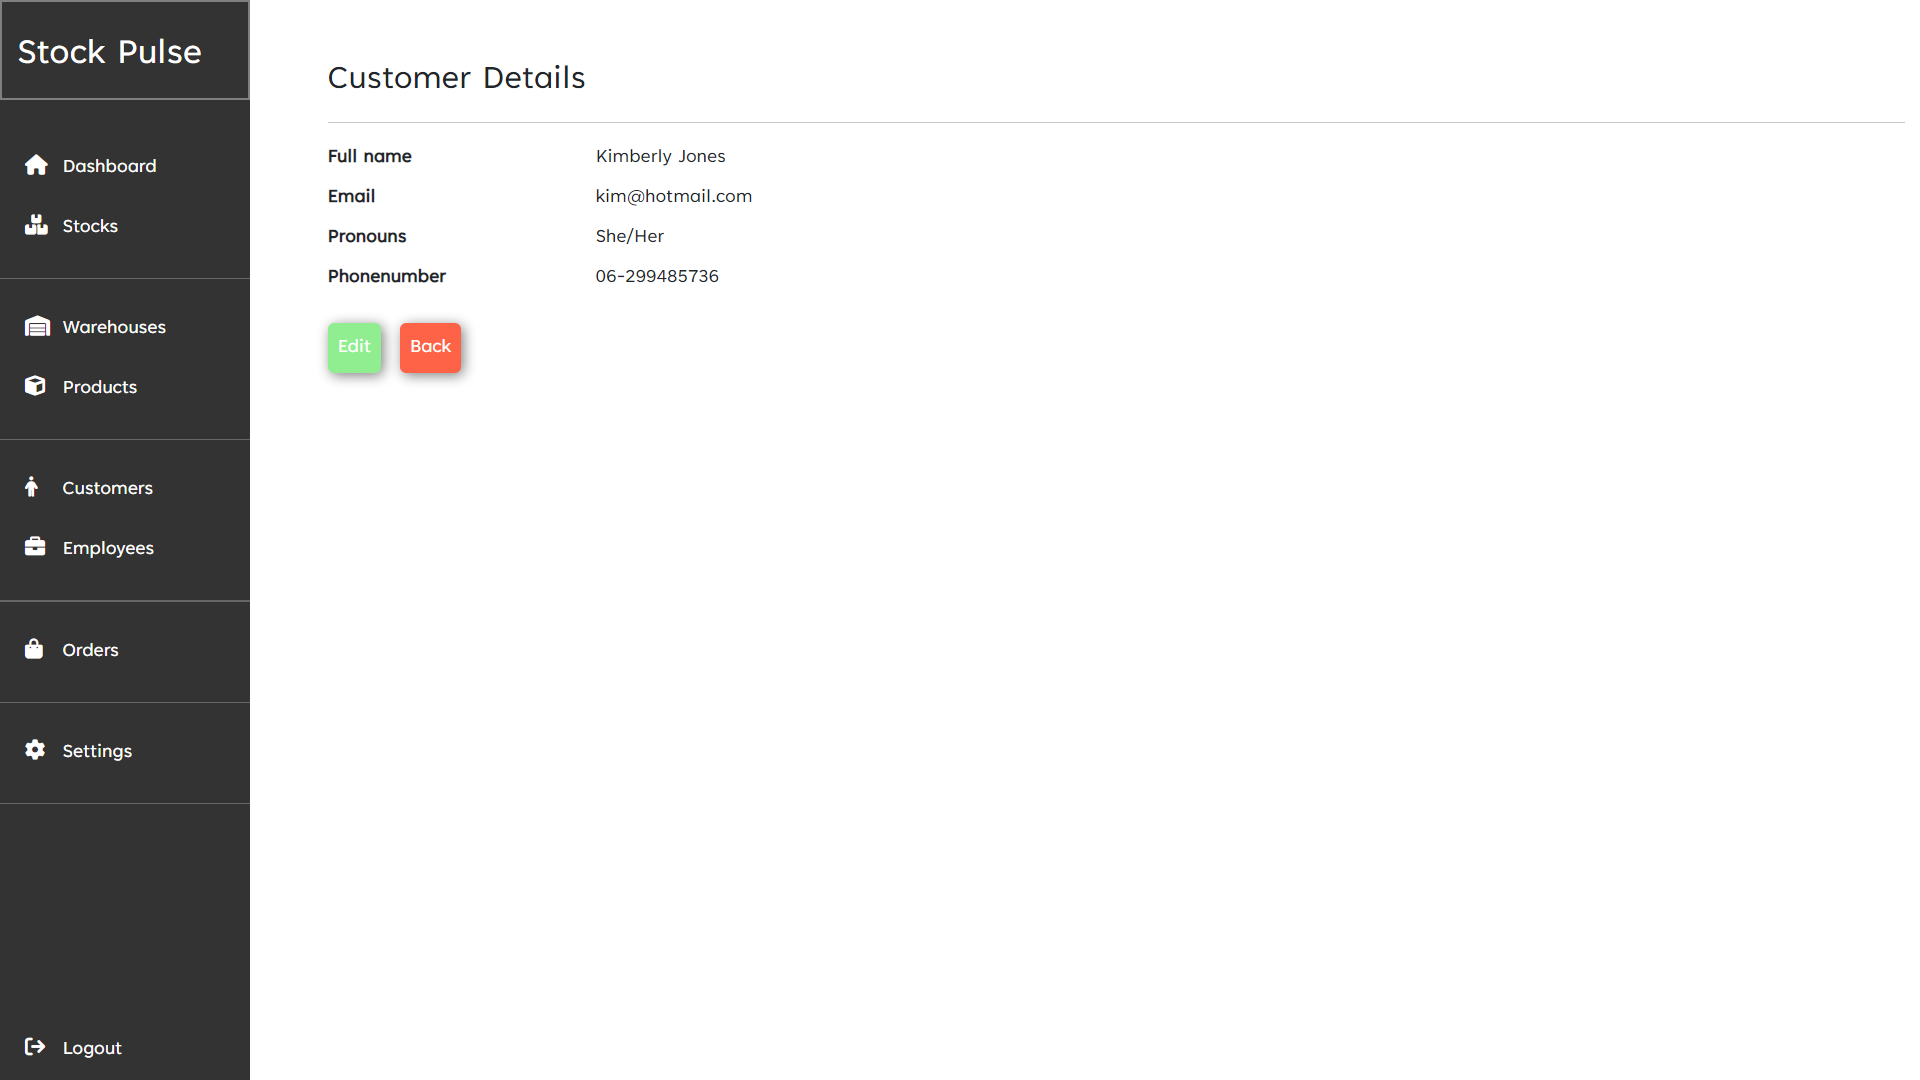 Stock Pulse
Dashboard
Stocks
Warehouses
Products
Customers
Employees
Orders
Settings
Logout
Customer Details
Full name Kimberly Jones
Email kim@hotmail.com
Pronouns She/Her
Phonenumber 06-299485736
Edit Back